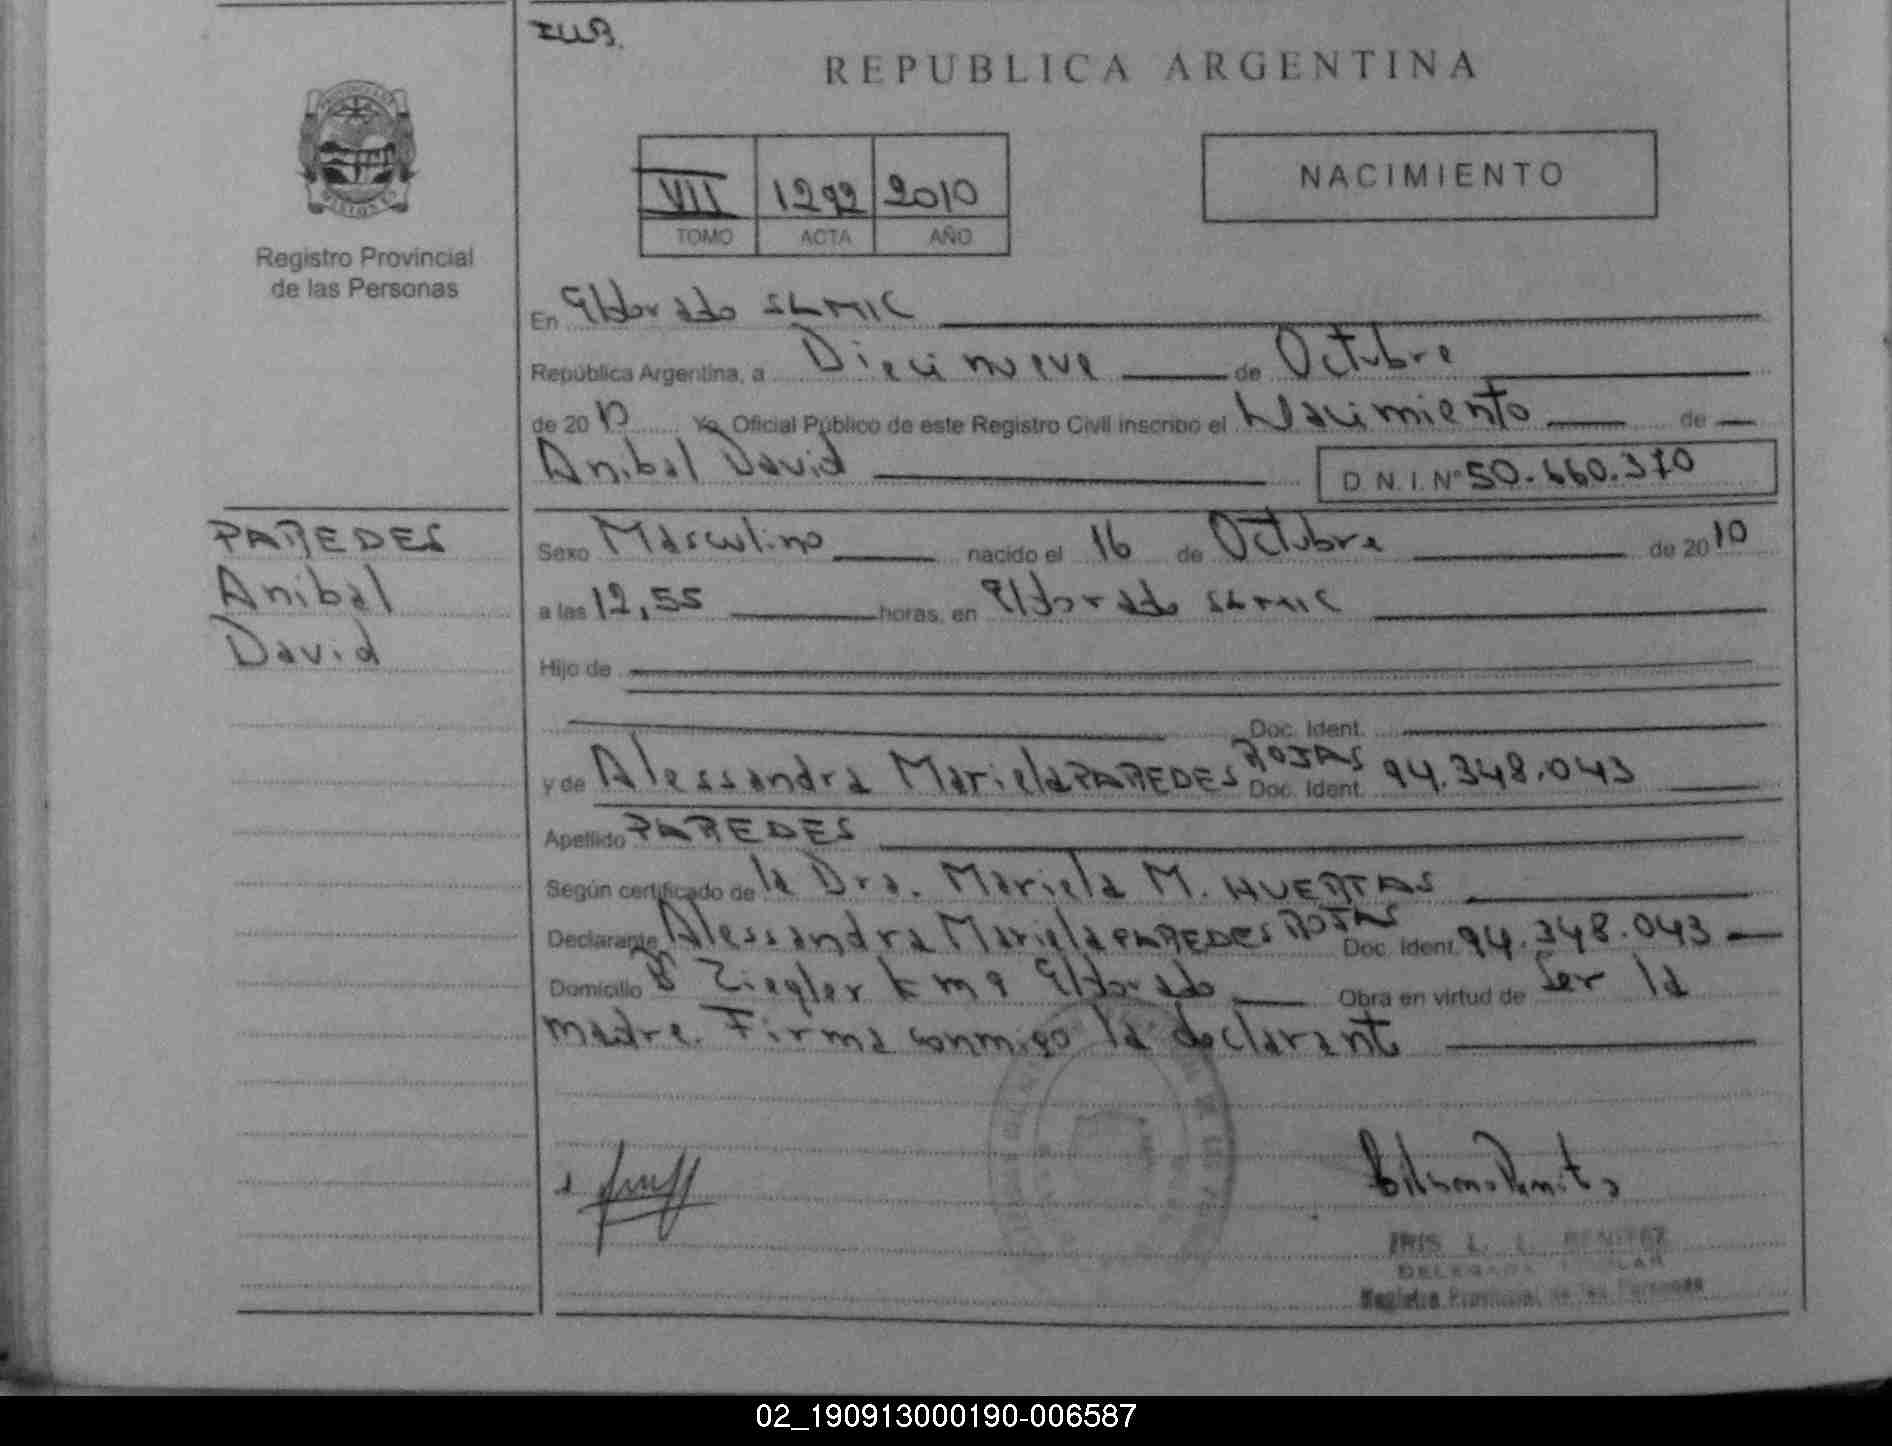 REPUBLICA ARGENTINA
VII 1292 2010
TOMO ACTA AÑO
NACIMIENTO
Registro Provincial
de las Personas
En Eldorado SLMIC
República Argentina, a Diecinueve de Octubre
de 2010 Yo Oficial Público de este Registro Civil inscribo el Nacimiento de
Anibal David D.N.I. Nº 50.660.370
PAREDES
Anibal
David
Sexo Masculino nacido el 16 de Octubre de 2010
a las 12,55 horas, en Eldorado SLMIC
Hijo de
Doc. Ident.
y de Alessandra Mariela PAREDES ROJAS Doc. Ident. 94.348.043
Apellido PAREDES
Según certificado de la Dra. Mariela M. HUERTAS
Declarante Alessandra Mariela PAREDES ROJAS Doc. Ident. 94.348.043
Domicilio Bº Ziegler Km 9 Eldorado Obra en virtud de Ser la
madre. Firma conmigo la declarante
IRIS L. L. BENITEZ
DELEGADA TITULAR
Registro Provincial de las Personas
02_190913000190-006587